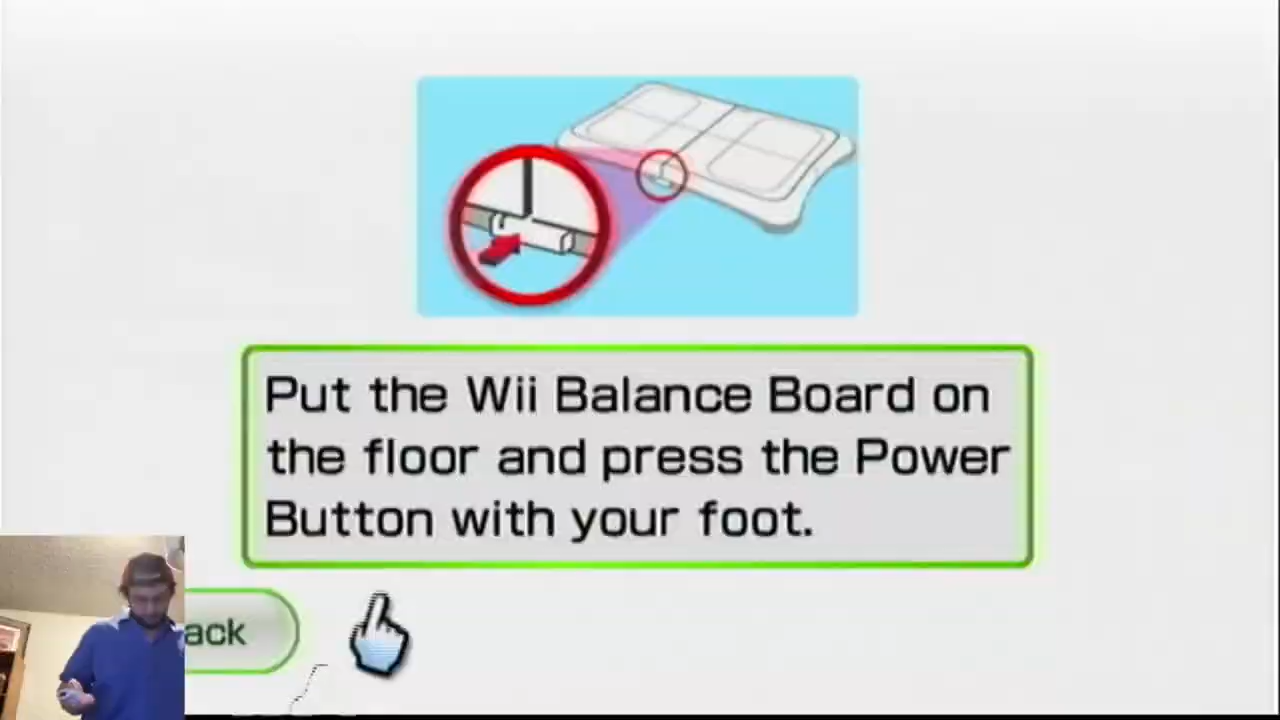 Put the Wii Balance Board on
the floor and press the Power
Button with your foot.
ack